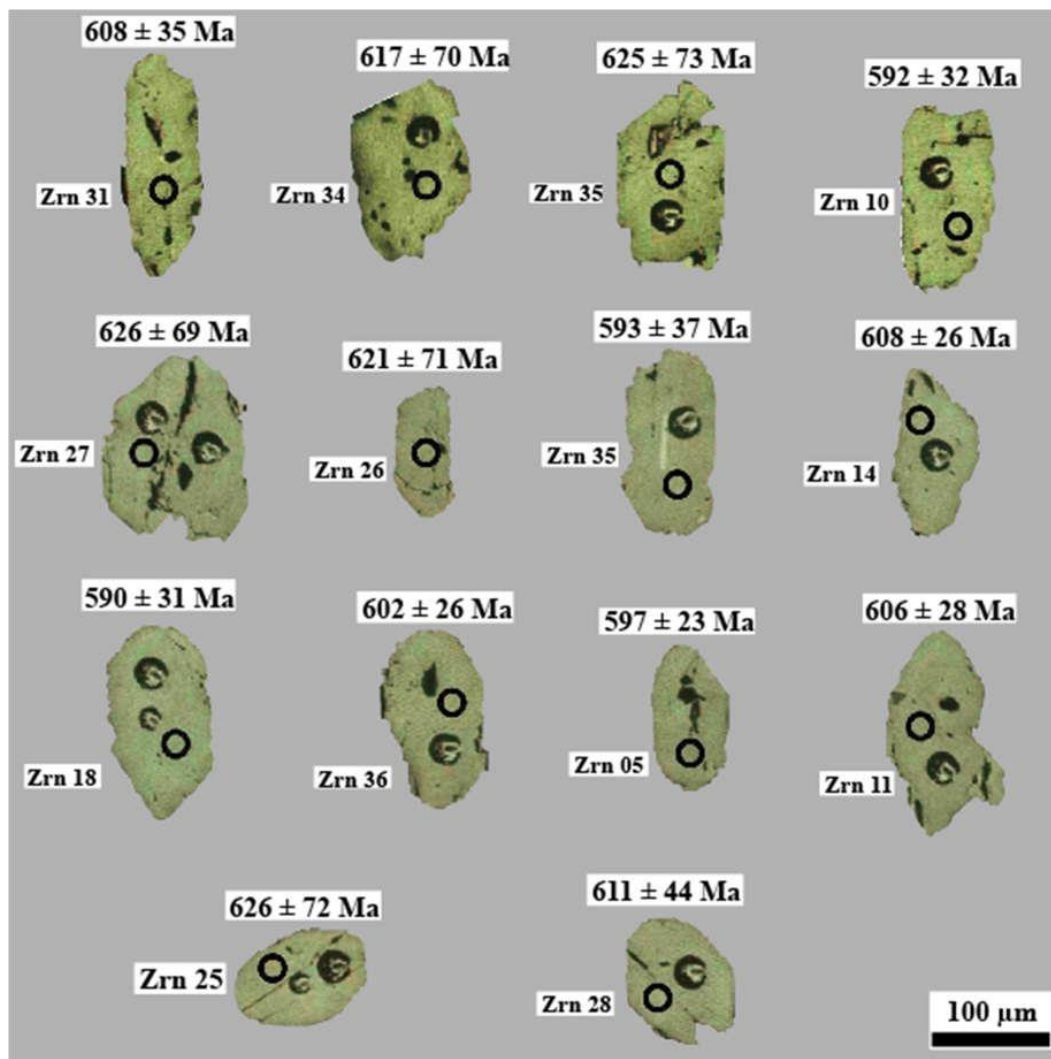 608 ± 35 Ma
617 ± 70 Ma
625 ± 73 Ma
592 ± 32 Ma
Zrn 31
Zrn 34
Zrn 35
Zrn 10
626 ± 69 Ma
621 ± 71 Ma
593 ± 37 Ma
608 ± 26 Ma
Zrn 27
Zrn 26
Zrn 35
Zrn 14
590 ± 31 Ma
602 ± 26 Ma
597 ± 23 Ma
606 ± 28 Ma
Zrn 18
Zrn 36
Zrn 05
Zrn 11
626 ± 72 Ma
611 ± 44 Ma
Zrn 25
Zrn 28
100 µm